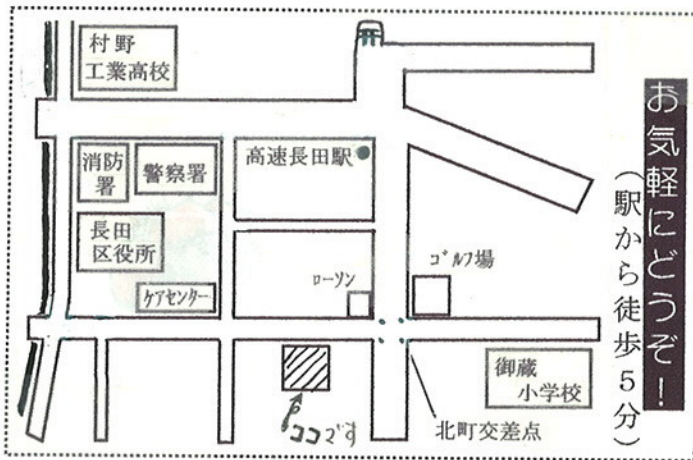 村野
工業高校
消防
署
警察署
高速長田駅
長田
区役所
ケアセンター
ローソン
ゴルフ場
御蔵
小学校
北町交差点
ココです
お気軽にどうぞ!
(駅から徒歩5分)